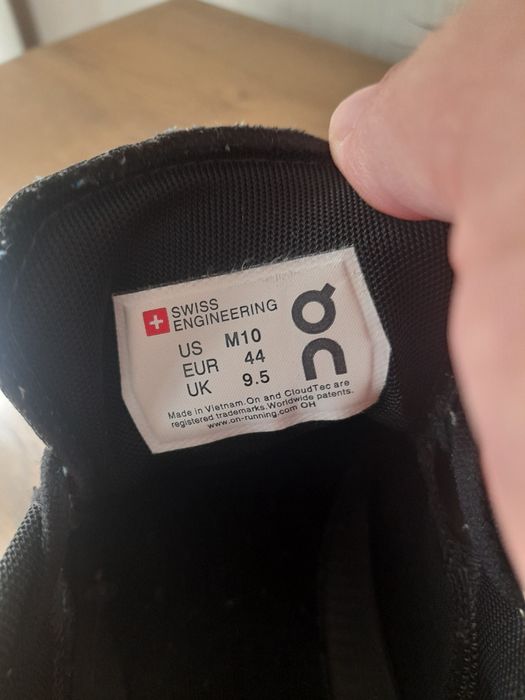 SWISS
ENGINEERING
On
US M10
EUR 44
UK 9.5
Made in Vietnam.On and CloudTec are
registered trademarks.Worldwide patents.
www.on-running.com OH